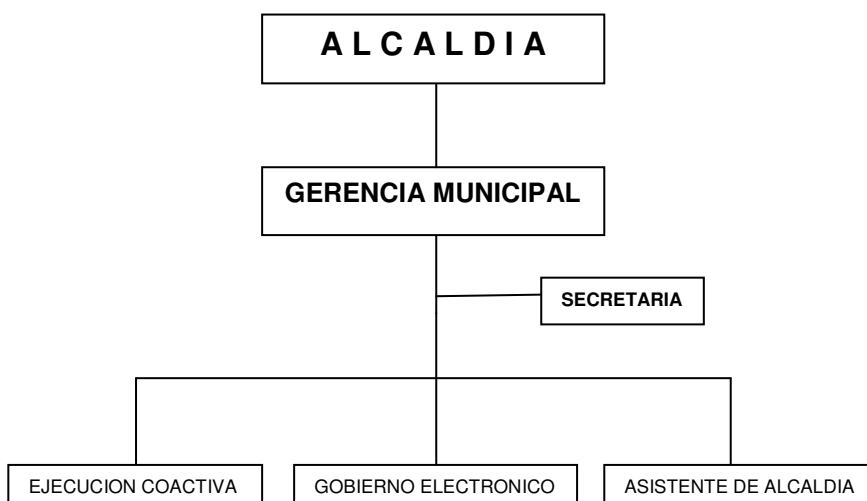 A L C A L D I A
GERENCIA MUNICIPAL
SECRETARIA
EJECUCION COACTIVA
GOBIERNO ELECTRONICO
ASISTENTE DE ALCALDIA